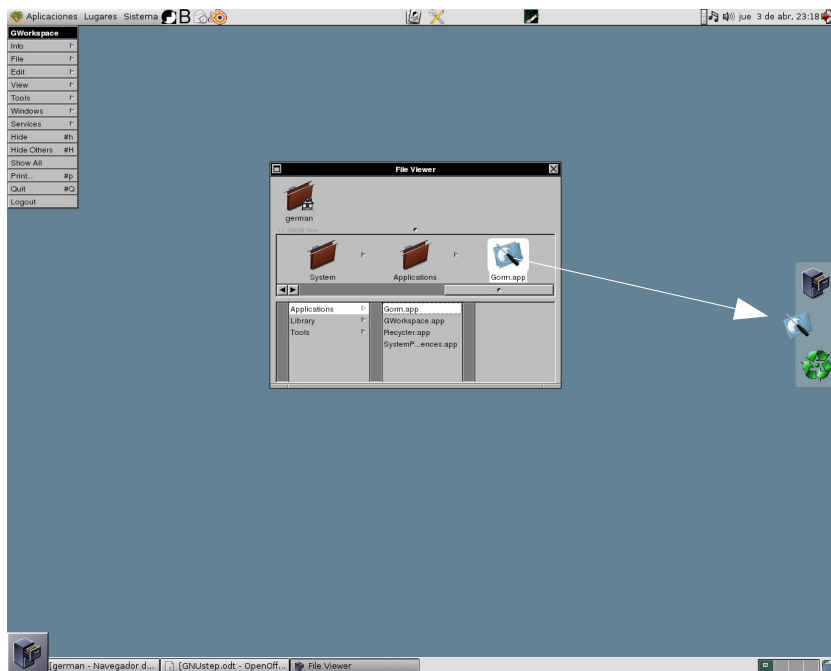 Aplicaciones Lugares Sistema B
jue 3 de abr, 23:18
GWorkspace
Info
File
Edit
View
Tools
Windows
Services
Hide #h
Hide Others #H
Show All
Print... #p
Quit #Q
Logout
File Viewer
german
System Applications Gorm.app
Applications Gorm.app
Library GWorkspace.app
Tools Recycler.app
SystemP...ences.app
[german - Navegador d... [GNUstep.odt - OpenOff... File Viewer